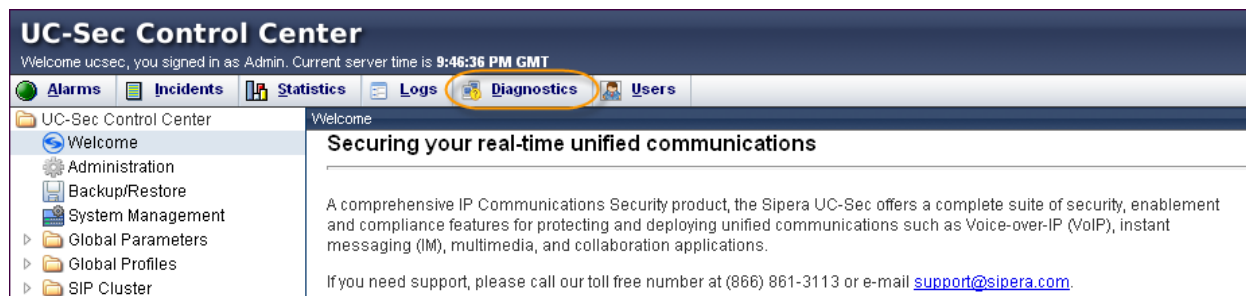 UC-Sec Control Center
Welcome ucsec, you signed in as Admin. Current server time is 9:46:36 PM GMT
Alarms Incidents Statistics Logs Diagnostics Users
UC-Sec Control Center
Welcome
Administration
Backup/Restore
System Management
Global Parameters
Global Profiles
SIP Cluster
Welcome
Securing your real-time unified communications
A comprehensive IP Communications Security product, the Sipera UC-Sec offers a complete suite of security, enablement
and compliance features for protecting and deploying unified communications such as Voice-over-IP (VoIP), instant
messaging (IM), multimedia, and collaboration applications.
If you need support, please call our toll free number at (866) 861-3113 or e-mail support@sipera.com.